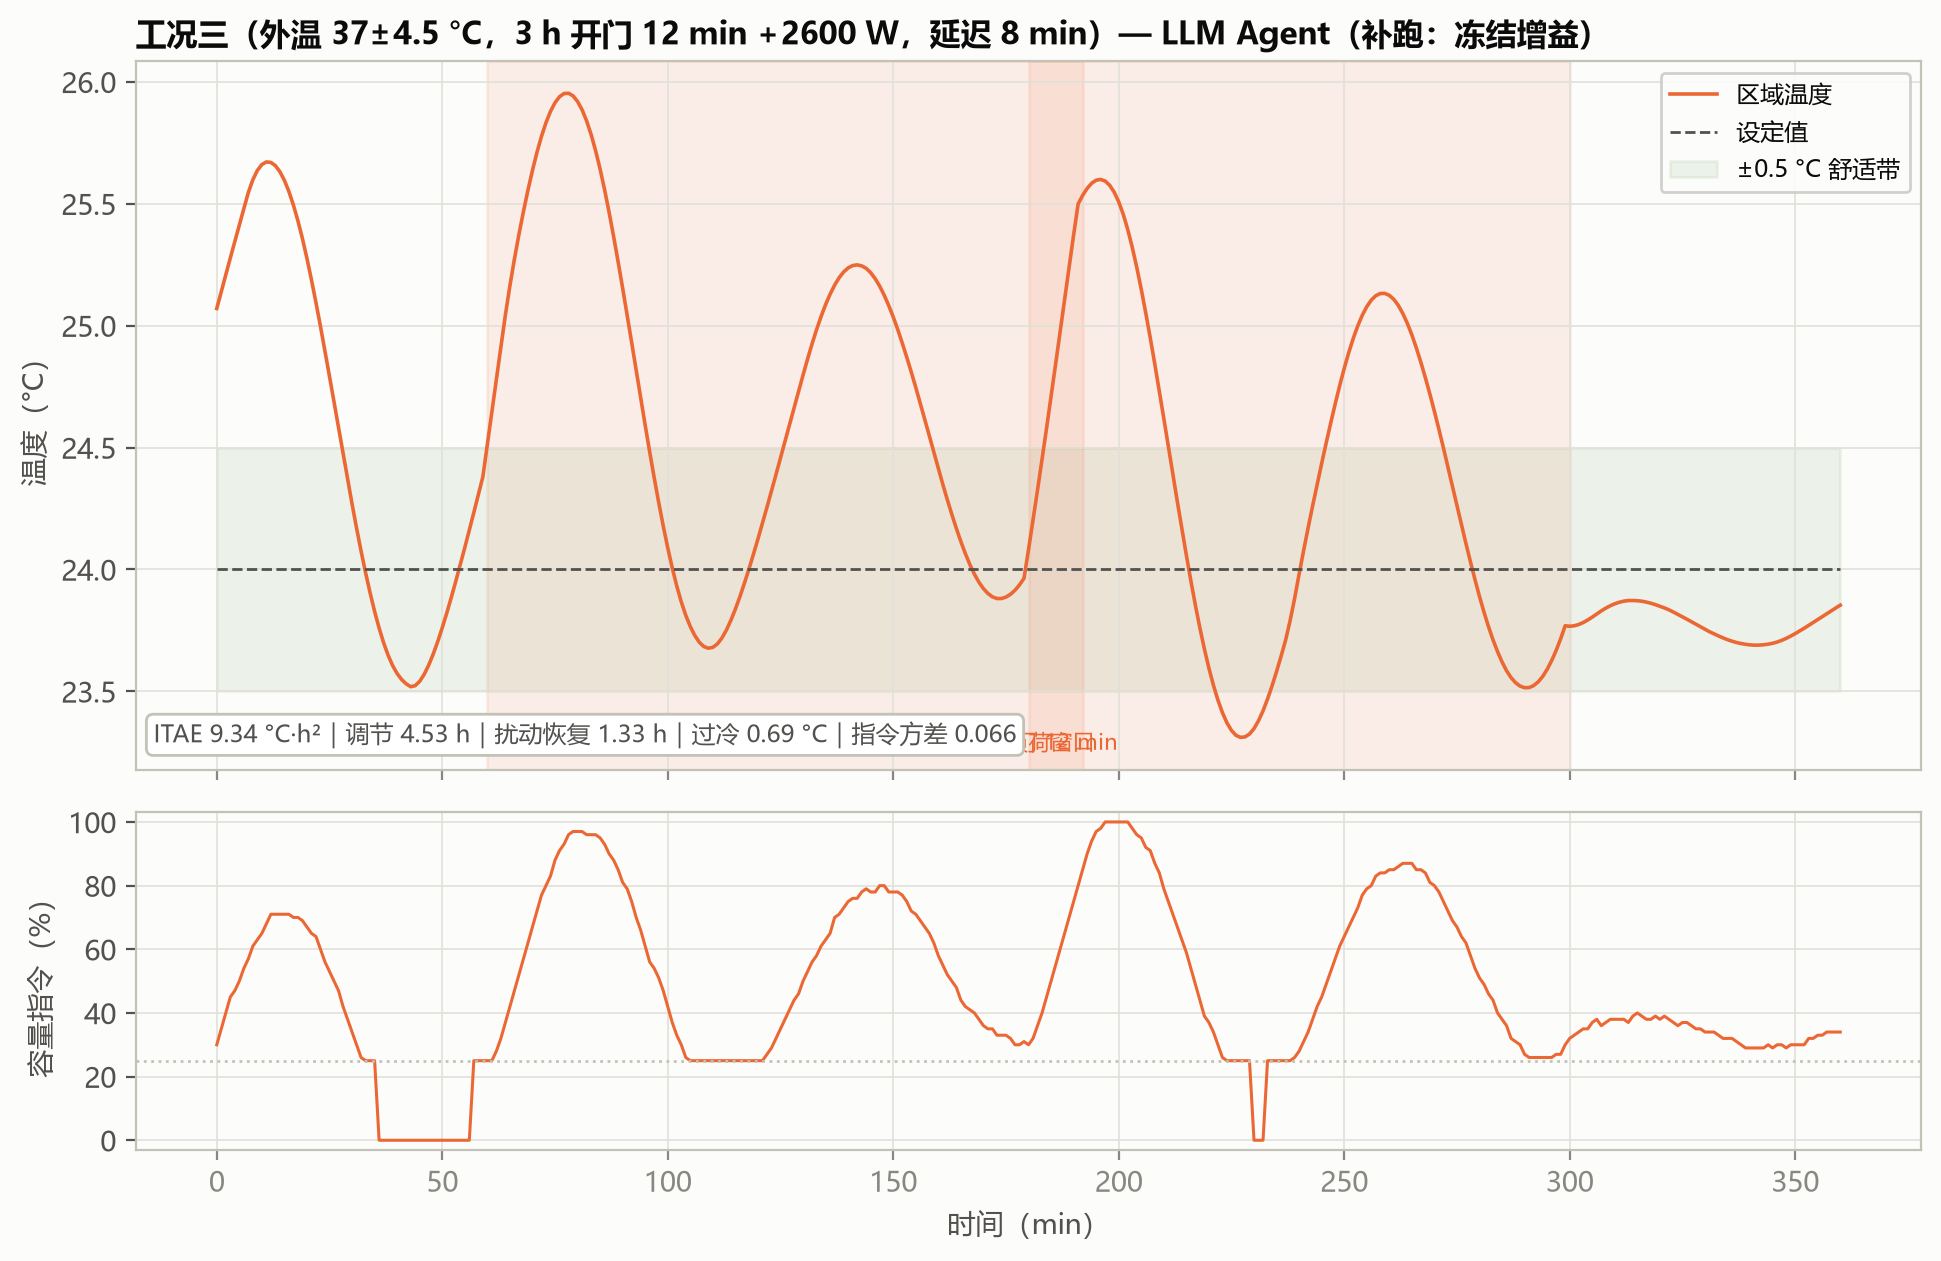 工况三（外温 37±4.5 °C，3 h 开门 12 min +2600 W，延迟 8 min）— LLM Agent（补跑：冻结增益）
区域温度
设定值
±0.5 °C 舒适带
温度（°C）
26.0
25.5
25.0
24.5
24.0
23.5
ITAE 9.34 °C·h² | 调节 4.53 h | 扰动恢复 1.33 h | 过冷 0.69 °C | 指令方差 0.066
容量指令（%）
100
80
60
40
20
0
0 50 100 150 200 250 300 350
时间（min）